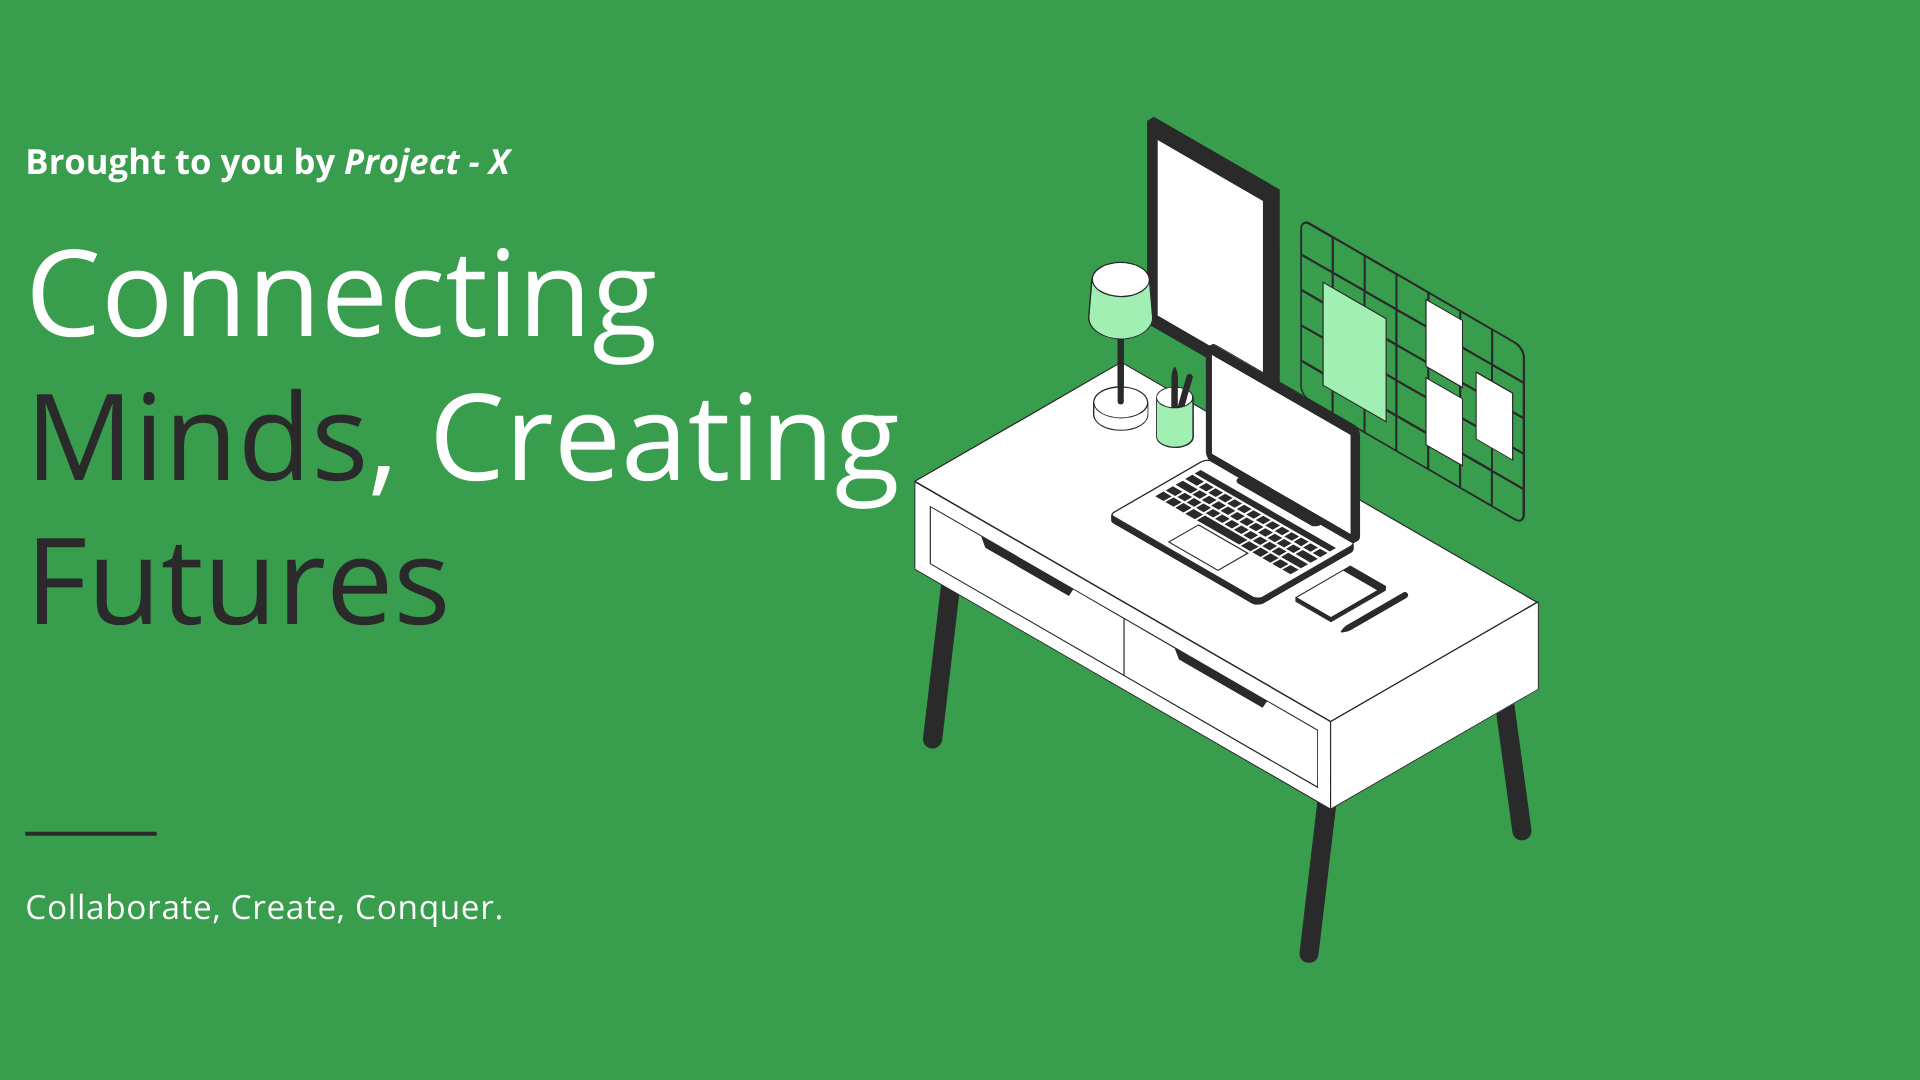 Brought to you by Project - X
Connecting
Minds, Creating
Futures
Collaborate, Create, Conquer.